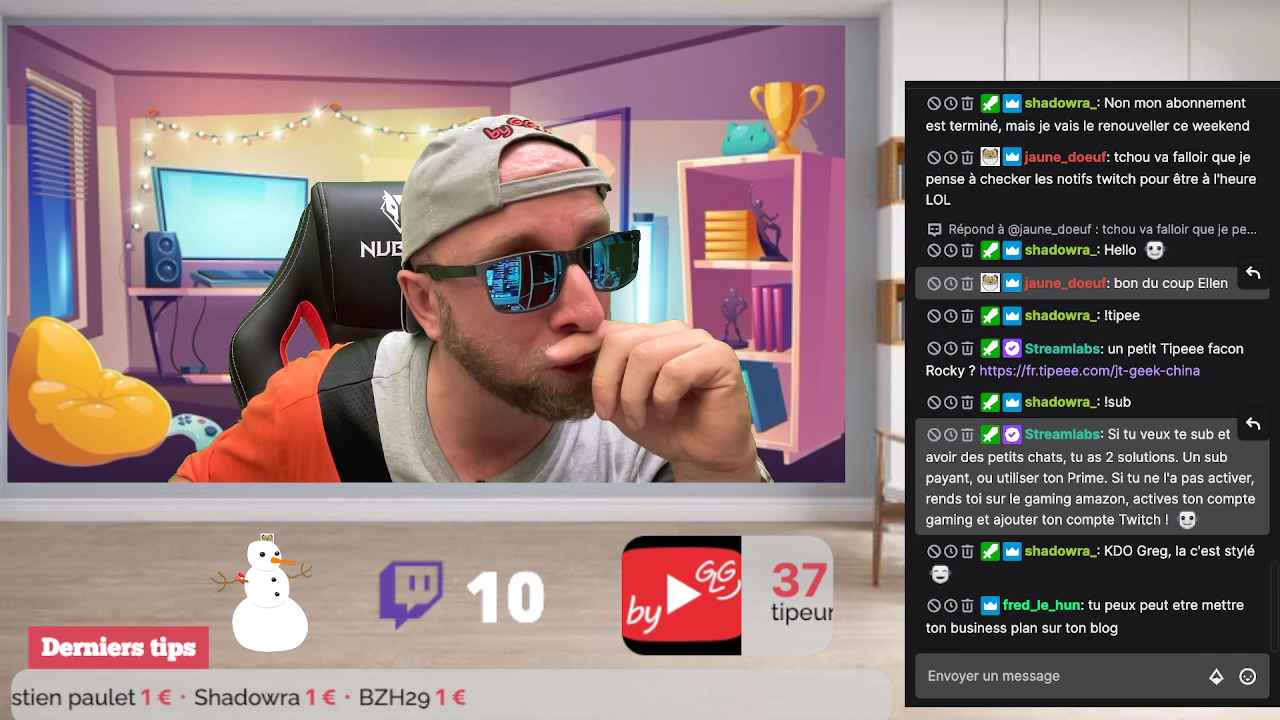 by GG
NUB
shadowra_: Non mon abonnement
est terminé, mais je vais le renouveller ce weekend
jaune_doeuf: tchou va falloir que je
pense à checker les notifs twitch pour être à l'heure
LOL
Répond à @jaune_doeuf : tchou va falloir que je pe...
shadowra_: Hello
jaune_doeuf: bon du coup Ellen
shadowra_: !tipee
Streamlabs: un petit Tipeee facon
Rocky ? https://fr.tipeee.com/jt-geek-china
shadowra_: !sub
Streamlabs: Si tu veux te sub et
avoir des petits chats, tu as 2 solutions. Un sub
payant, ou utiliser ton Prime. Si tu ne l'a pas activer,
rends toi sur le gaming amazon, actives ton compte
gaming et ajouter ton compte Twitch !
shadowra_: KDO Greg, la c'est stylé
fred_le_hun: tu peux peut etre mettre
ton business plan sur ton blog
Envoyer un message
10
by GG
37
tipeur
Derniers tips
stien paulet 1 € · Shadowra 1 € · BZH29 1 €